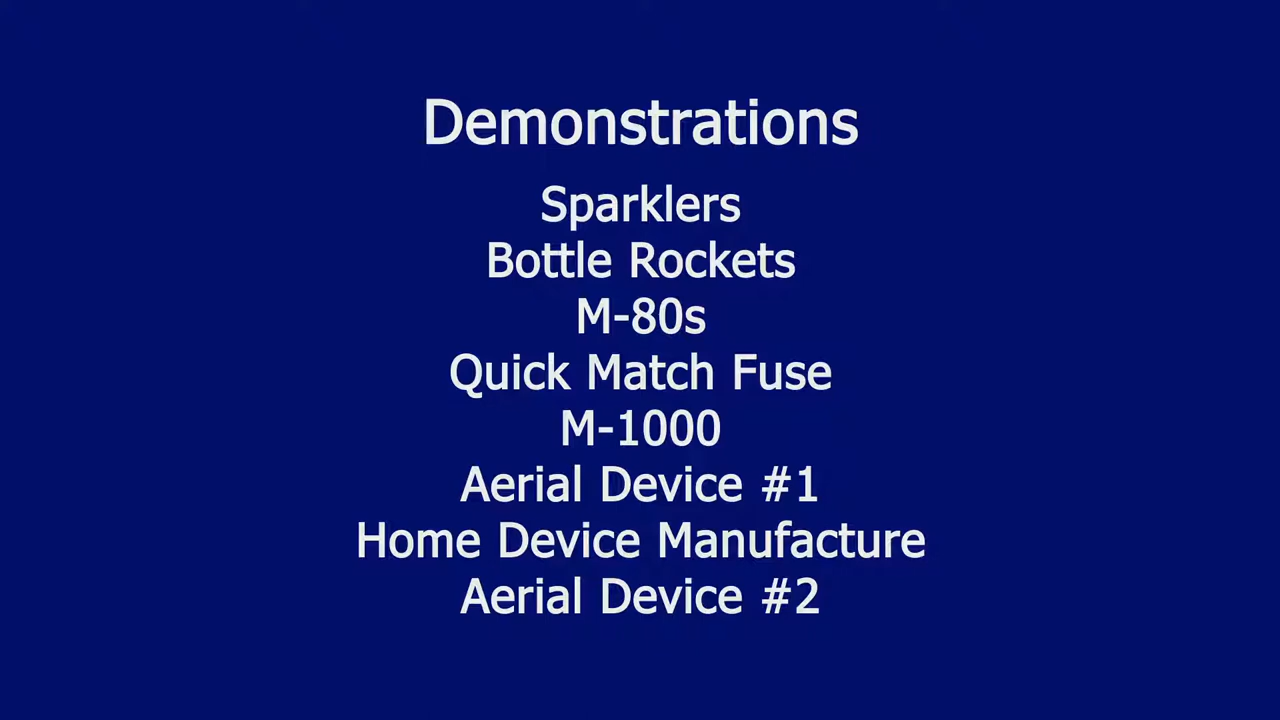 Demonstrations
Sparklers
Bottle Rockets
M-80s
Quick Match Fuse
M-1000
Aerial Device #1
Home Device Manufacture
Aerial Device #2